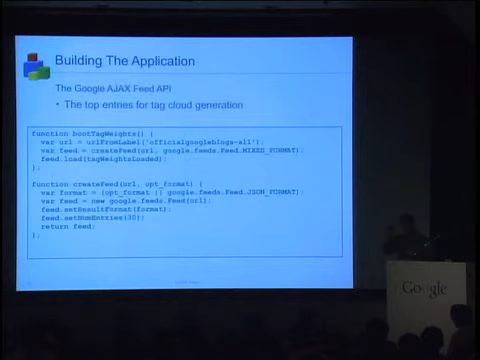 Building The Application
The Google AJAX Feed API
• The top entries for tag cloud generation
function bootTagWeights() {
var url = urlFromLabel('officialgoogleblogs-all');
var feed = createFeed(url, google.feeds.Feed.MIXED_FORMAT);
feed.load(tagWeightsLoaded);
};
function createFeed(url, opt_format) {
var format = (opt_format || google.feeds.Feed.JSON_FORMAT);
var feed = new google.feeds.Feed(url);
feed.setResultFormat(format);
feed.setNumEntries(30);
return feed;
};
Google